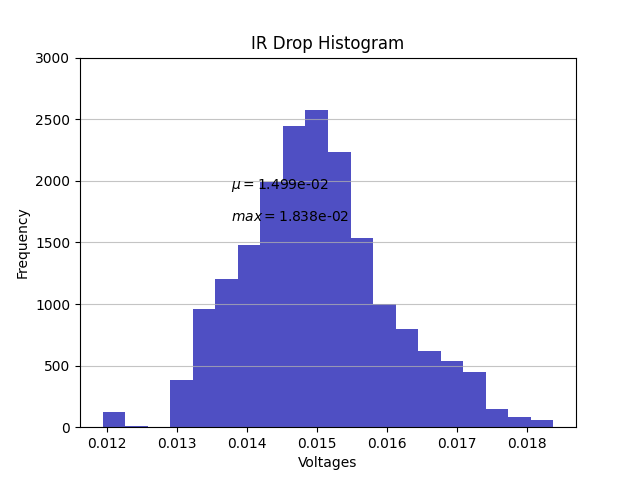 IR Drop Histogram
3000
2500
2000
1500
1000
500
0
Frequency
μ = 1.499e-02
max = 1.838e-02
0.012 0.013 0.014 0.015 0.016 0.017 0.018
Voltages